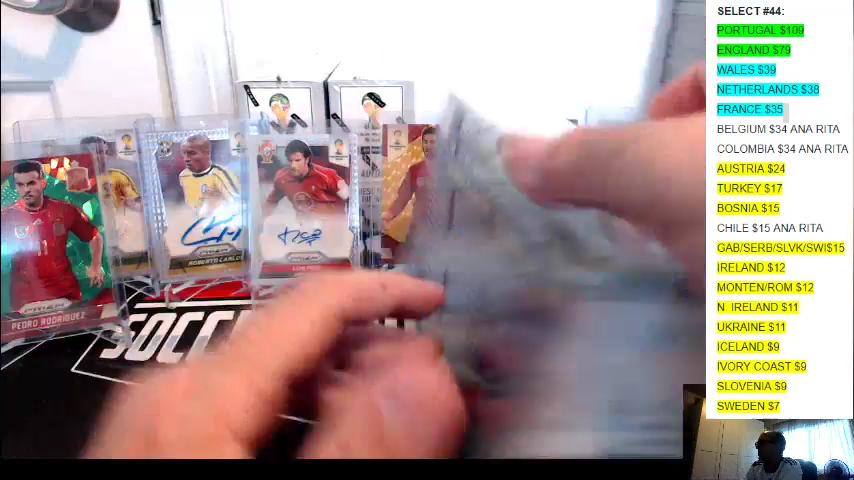 SELECT #44:
PORTUGAL $109
ENGLAND $79
WALES $39
NETHERLANDS $38
FRANCE $35
BELGIUM $34 ANA RITA
COLOMBIA $34 ANA RITA
AUSTRIA $24
TURKEY $17
BOSNIA $15
CHILE $15 ANA RITA
GAB/SERB/SLVK/SWI$15
IRELAND $12
MONTEN/ROM $12
N IRELAND $11
UKRAINE $11
ICELAND $9
IVORY COAST $9
SLOVENIA $9
SWEDEN $7
PRIZM
PEDRO RODRIGUEZ
ROBERTO CARLOS
SOCC